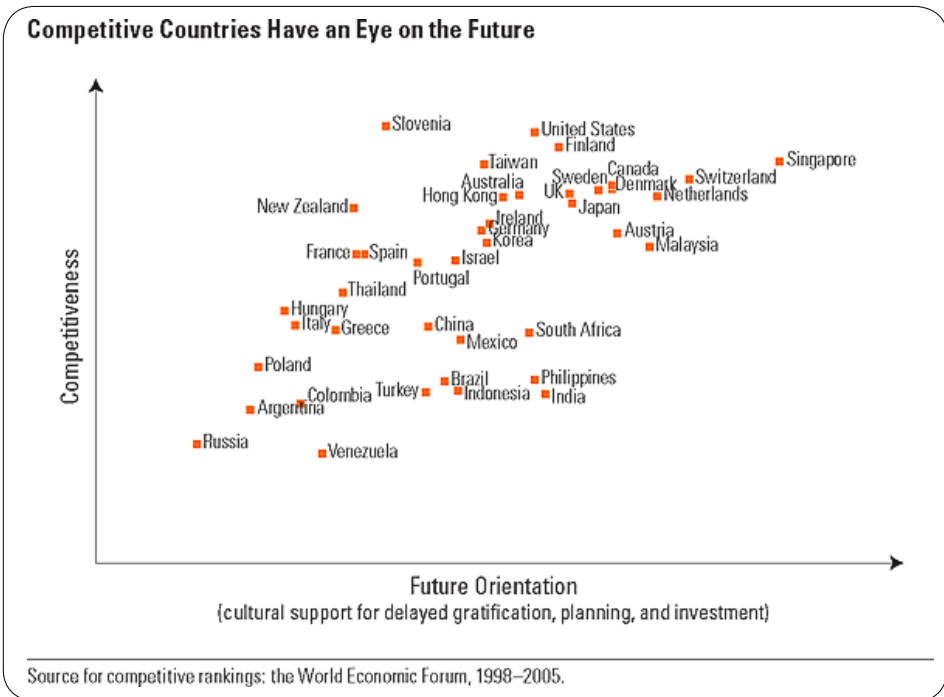 Competitive Countries Have an Eye on the Future
Slovenia
United States
Finland
Taiwan
Singapore
Canada
Sweden
Switzerland
Australia
Denmark
Hong Kong
UK
Netherlands
New Zealand
Japan
Ireland
Germany
Austria
Korea
Malaysia
France
Spain
Israel
Portugal
Thailand
Hungary
Italy
Greece
China
South Africa
Mexico
Poland
Brazil
Philippines
Colombia
Turkey
Indonesia
India
Argentina
Russia
Venezuela
Competitiveness
Future Orientation
(cultural support for delayed gratification, planning, and investment)
Source for competitive rankings: the World Economic Forum, 1998–2005.